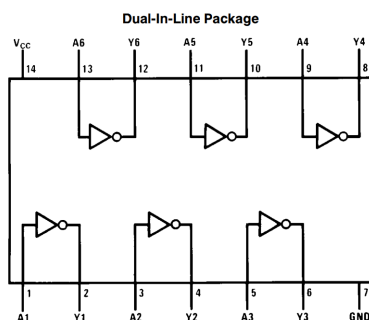 Dual-In-Line Package
VCC A6 Y6 A5 Y5 A4 Y4
14 13 12 11 10 9 8
1 2 3 4 5 6 7
A1 Y1 A2 Y2 A3 Y3 GND